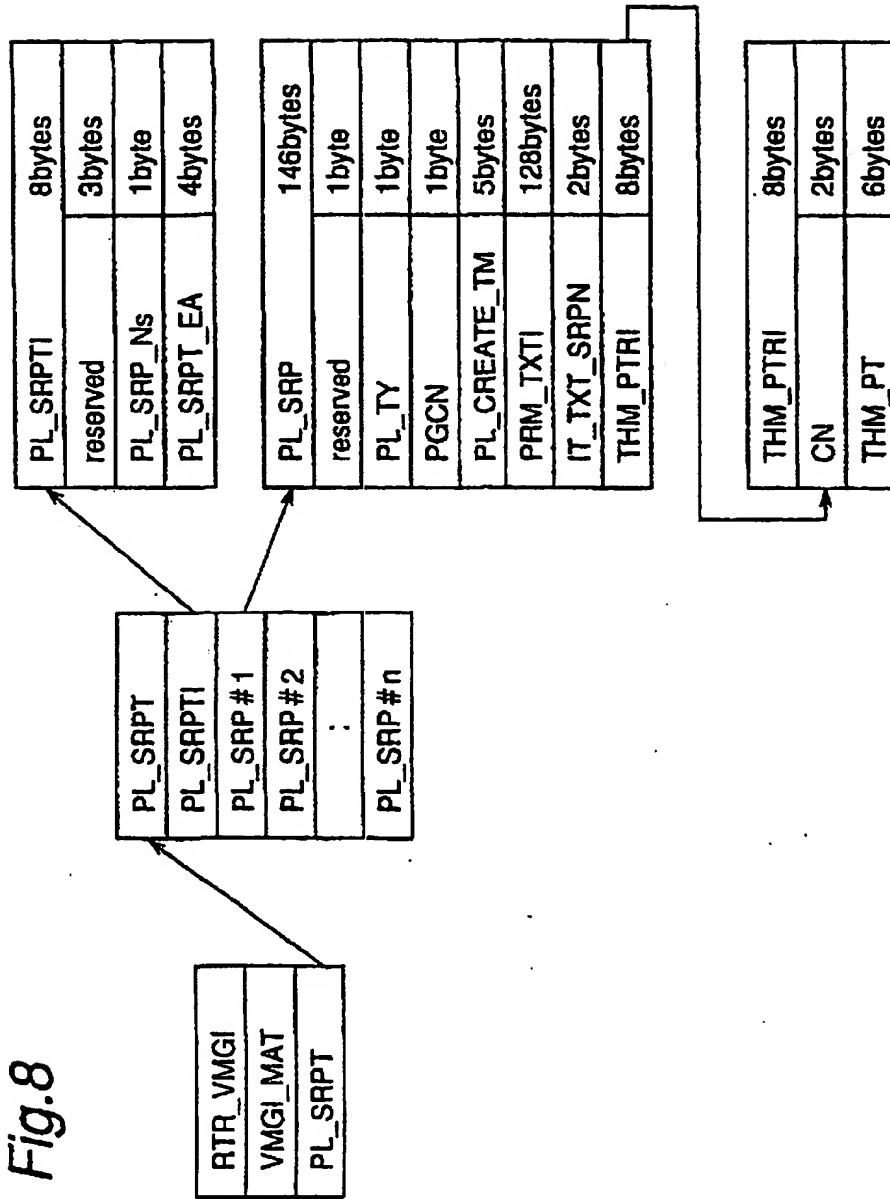 Fig.8
RTR_VMGI
VMGI_MAT
PL_SRPT
PL_SRPT
PL_SRPTI
PL_SRP#1
PL_SRP#2
:
PL_SRP#n
PL_SRPTI 8bytes
reserved 3bytes
PL_SRP_Ns 1byte
PL_SRPT_EA 4bytes
PL_SRP 146bytes
reserved 1byte
PL_TY 1byte
PGCN 1byte
PL_CREATE_TM 5bytes
PRM_TXTI 128bytes
IT_TXT_SRPN 2bytes
THM_PTRI 8bytes
THM_PTRI 8bytes
CN 2bytes
THM_PT 6bytes